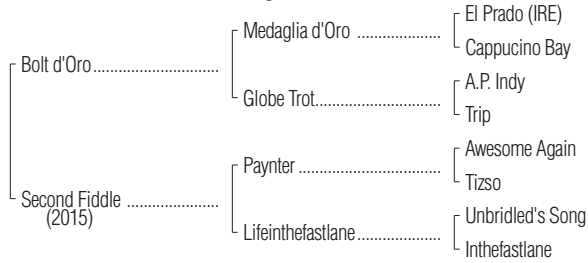 El Prado (IRE)
Medaglia d'Oro ..................
Cappucino Bay
Bolt d'Oro...........................
A.P. Indy
Globe Trot...........................
Trip
Awesome Again
Paynter ..............................
Tizso
Second Fiddle ....................
(2015)
Unbridled's Song
Lifeinthefastlane..................
Inthefastlane